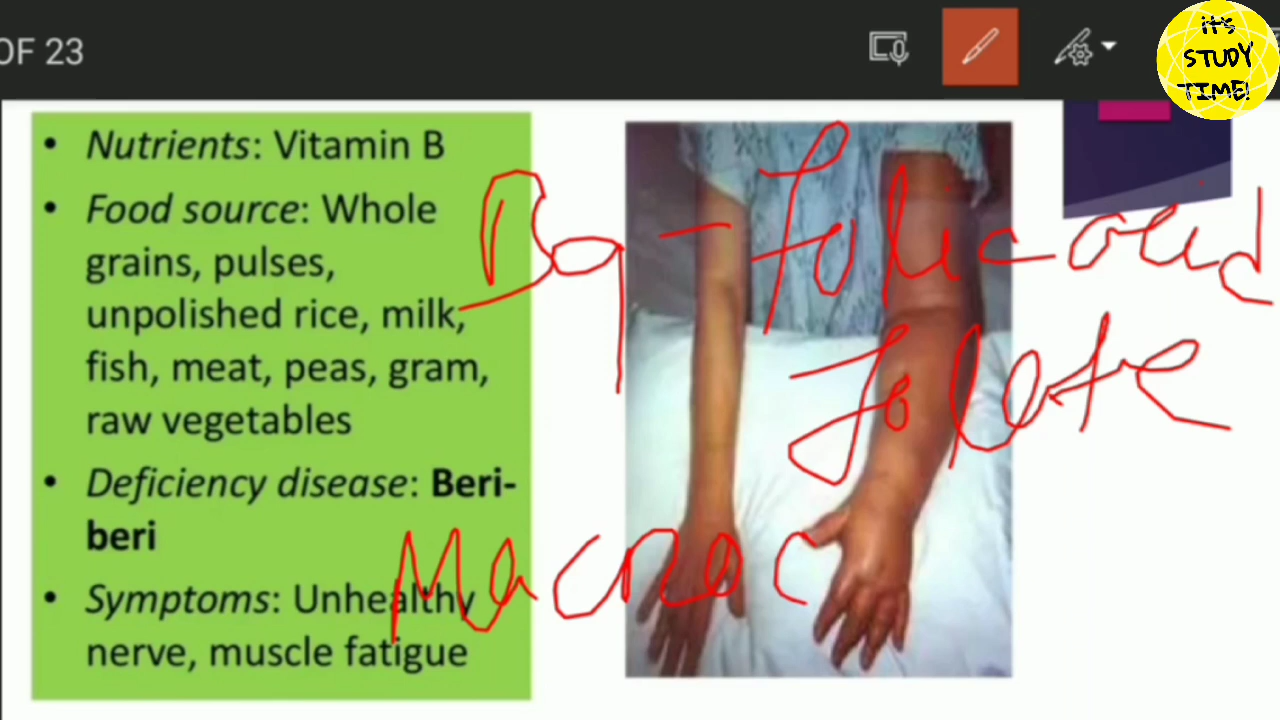 OF 23
iT's
STUDY
TIME!
• Nutrients: Vitamin B
• Food source: Whole
grains, pulses,
unpolished rice, milk,
fish, meat, peas, gram,
raw vegetables
• Deficiency disease: Beri-
beri
• Symptoms: Unhealthy
nerve, muscle fatigue
B9 - Folic acid
Folate
Macroc